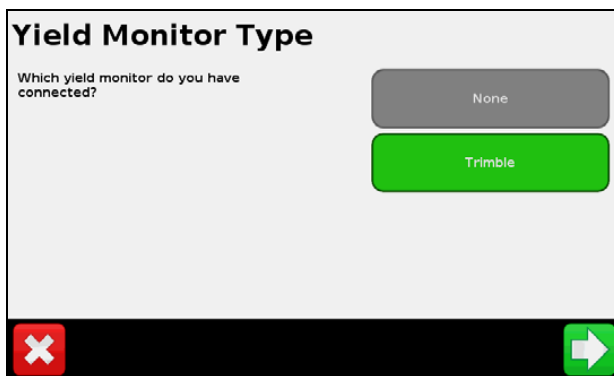 Yield Monitor Type
Which yield monitor do you have
connected?
None
Trimble